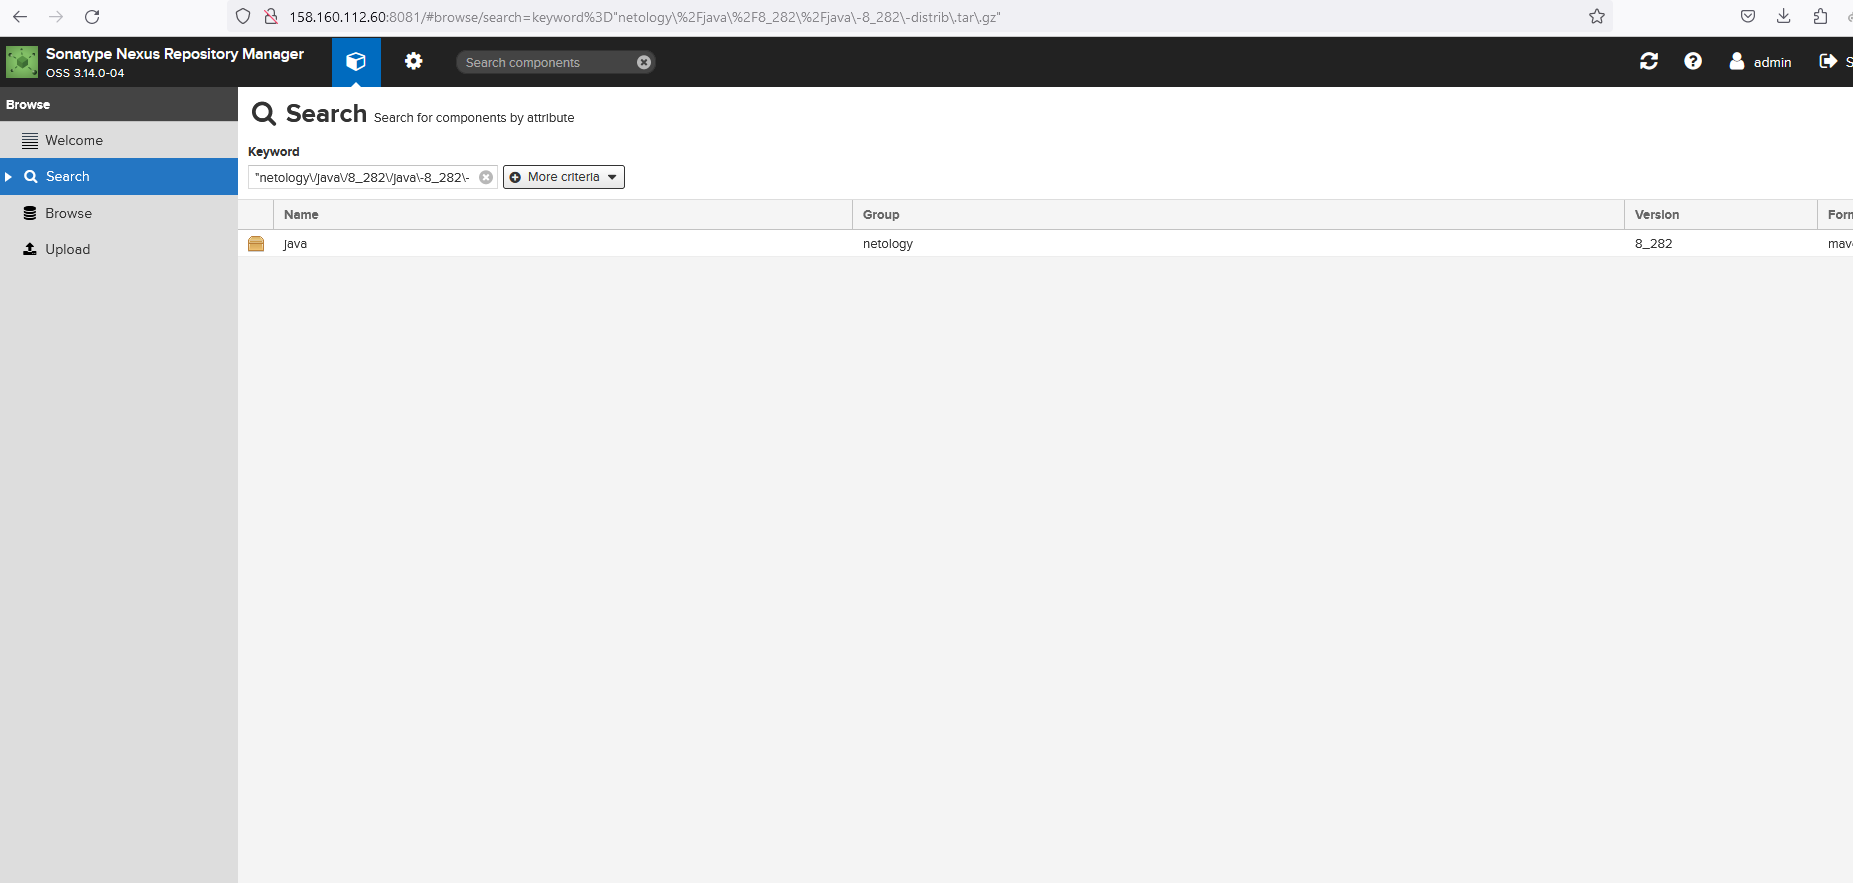 158.160.112.60:8081/#browse/search=keyword%3D"netology\%2Fjava\%2F8_282\%2Fjava\-8_282\-distrib\.tar\.gz"
Sonatype Nexus Repository Manager
OSS 3.14.0-04
Search components
admin
S
Browse
Welcome
Search
Browse
Upload
Search Search for components by attribute
Keyword
"netology\/java\/8_282\/java\-8_282\- More criteria
Name Group Version Form
java netology 8_282 mav